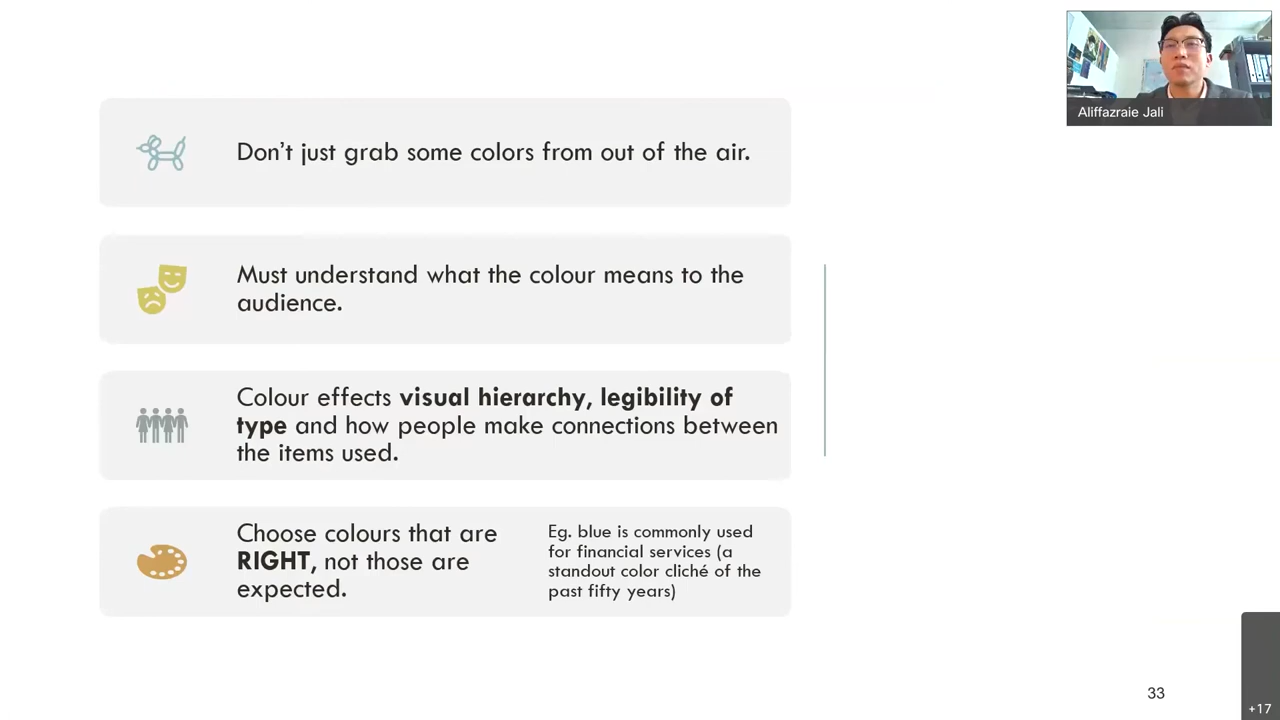 Aliffazraie Jali
Don't just grab some colors from out of the air.
Must understand what the colour means to the
audience.
Colour effects visual hierarchy, legibility of
type and how people make connections between
the items used.
Choose colours that are
RIGHT, not those are
expected.
Eg. blue is commonly used
for financial services (a
standout color cliché of the
past fifty years)
33
+17